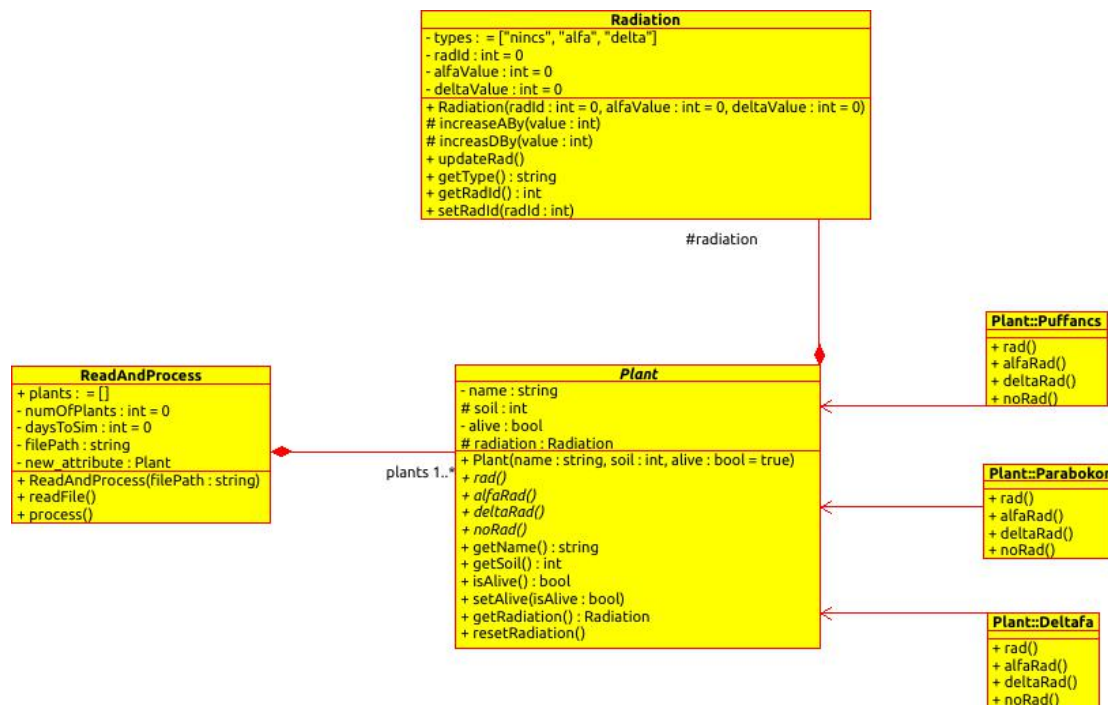 Radiation
- types : = ["nincs", "alfa", "delta"]
- radId : int = 0
- alfaValue : int = 0
- deltaValue : int = 0
+ Radiation(radId : int = 0, alfaValue : int = 0, deltaValue : int = 0)
# increaseABy(value : int)
# increasDBy(value : int)
+ updateRad()
+ getType() : string
+ getRadId() : int
+ setRadId(radId : int)
#radiation
ReadAndProcess
+ plants : = []
- numOfPlants : int = 0
- daysToSim : int = 0
- filePath : string
- new_attribute : Plant
+ ReadAndProcess(filePath : string)
+ readFile()
+ process()
plants 1..*
Plant
- name : string
# soil : int
- alive : bool
# radiation : Radiation
+ Plant(name : string, soil : int, alive : bool = true)
+ rad()
+ alfaRad()
+ deltaRad()
+ noRad()
+ getName() : string
+ getSoil() : int
+ isAlive() : bool
+ setAlive(isAlive : bool)
+ getRadiation() : Radiation
+ resetRadiation()
Plant::Puffancs
+ rad()
+ alfaRad()
+ deltaRad()
+ noRad()
Plant::Parabokor
+ rad()
+ alfaRad()
+ deltaRad()
+ noRad()
Plant::Deltafa
+ rad()
+ alfaRad()
+ deltaRad()
+ noRad()